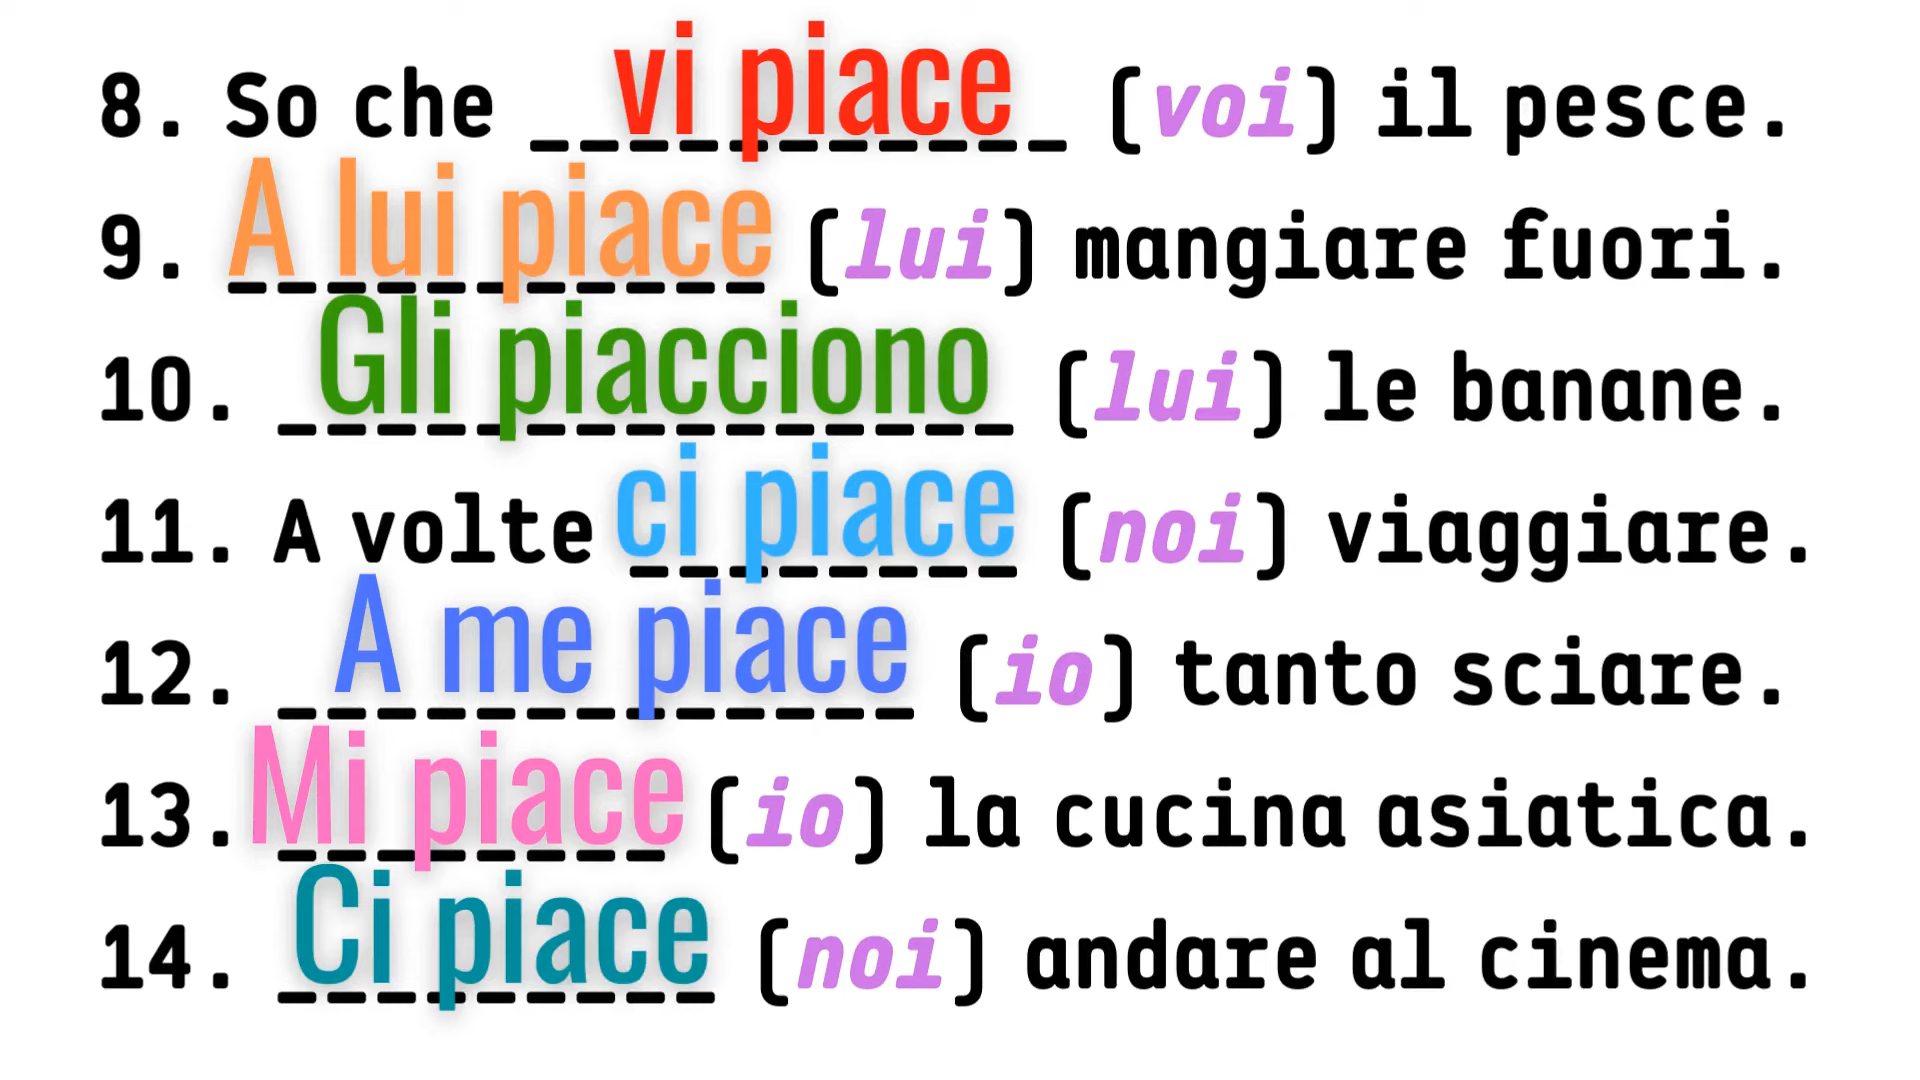 8. So che vi piace (voi) il pesce.
9. A lui piace (lui) mangiare fuori.
10. Gli piacciono (lui) le banane.
11. A volte ci piace (noi) viaggiare.
12. A me piace (io) tanto sciare.
13. Mi piace (io) la cucina asiatica.
14. Ci piace (noi) andare al cinema.